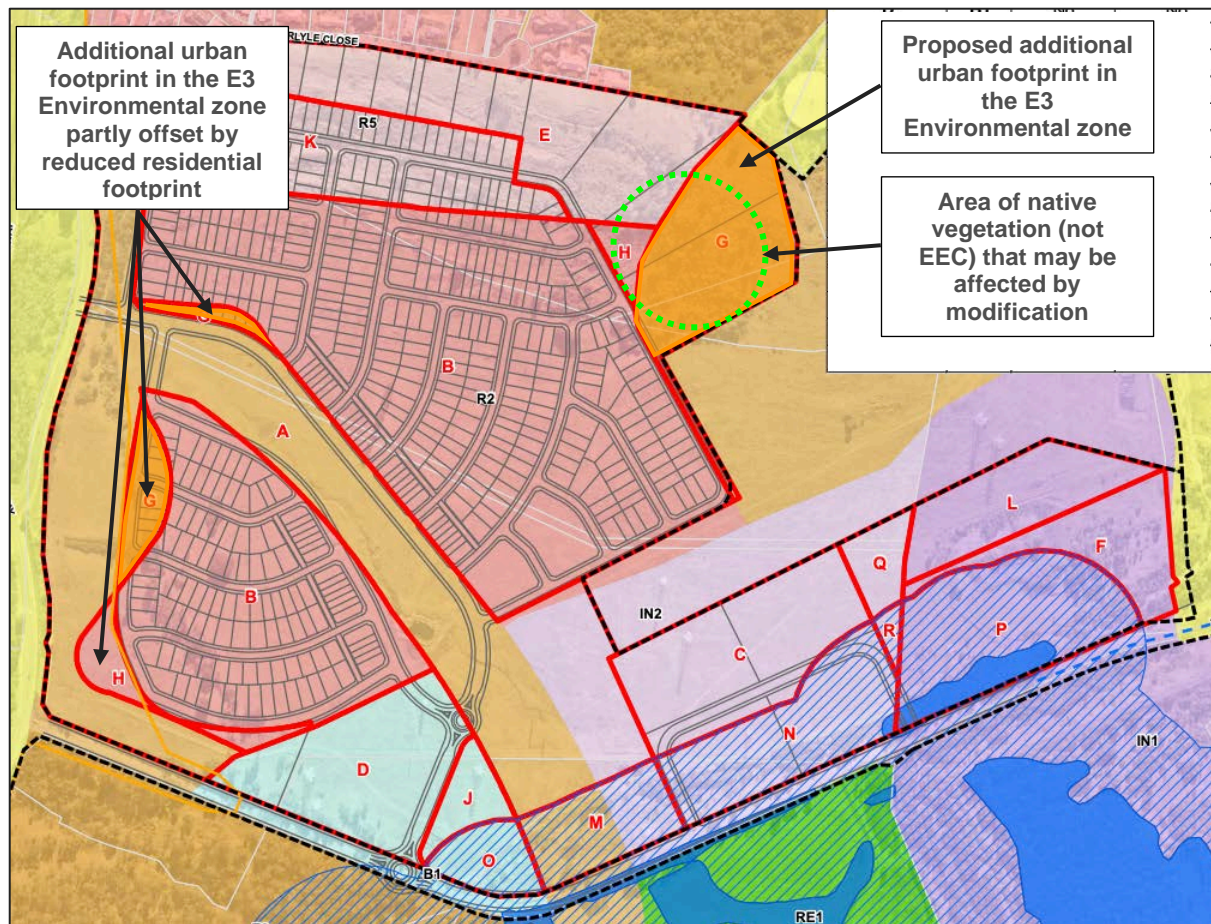 Additional urban
footprint in the E3
Environmental zone
partly offset by
reduced residential
footprint
RLYLE CLOSE
Proposed additional
urban footprint in
the E3
Environmental zone
Area of native
vegetation (not
EEC) that may be
affected by
modification
R5
K
E
H
G
G
B
R2
A
G
B
H
L
Q
F
IN2
C
R
P
N
IN1
D
J
M
O
B1
RE1